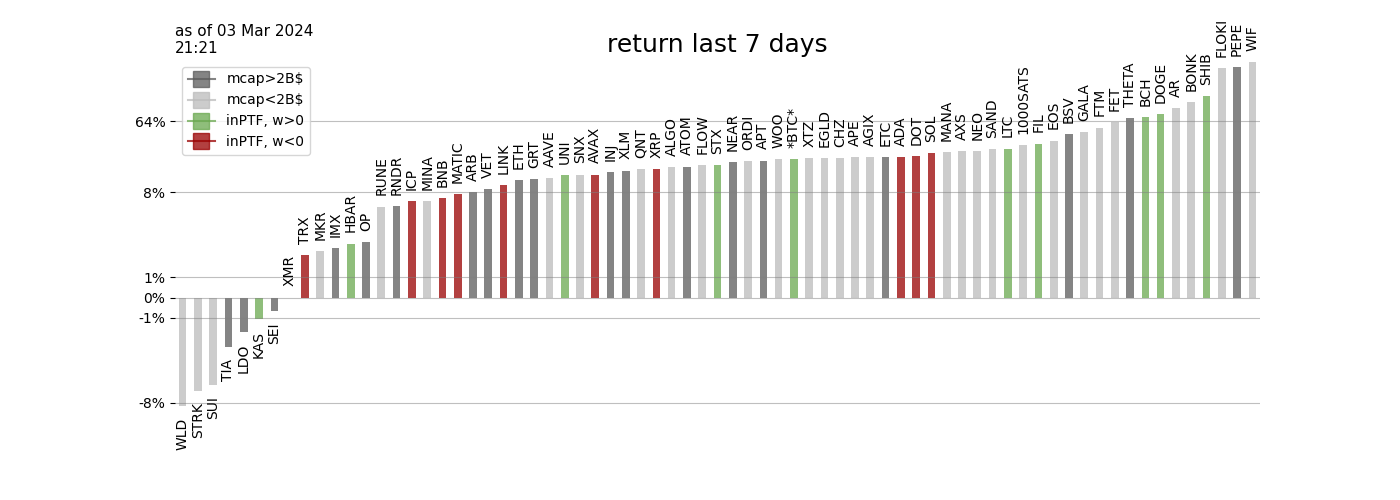 as of 03 Mar 2024
21:21
return last 7 days
mcap>2B$
mcap<2B$
inPTF, w>0
inPTF, w<0
64%
8%
1%
0%
-1%
-8%
WLD
STRK
SUI
TIA
LDO
KAS
SEI
XMR
TRX
MKR
IMX
HBAR
OP
RUNE
RNDR
ICP
MINA
BNB
MATIC
ARB
VET
LINK
ETH
GRT
AAVE
UNI
SNX
AVAX
INJ
XLM
QNT
XRP
ALGO
ATOM
FLOW
STX
NEAR
ORDI
APT
WOO
*BTC*
XTZ
EGLD
CHZ
APE
AGIX
ETC
ADA
DOT
SOL
MANA
AXS
NEO
SAND
LTC
1000SATS
FIL
EOS
BSV
GALA
FTM
FET
THETA
BCH
DOGE
AR
BONK
SHIB
FLOKI
PEPE
WIF